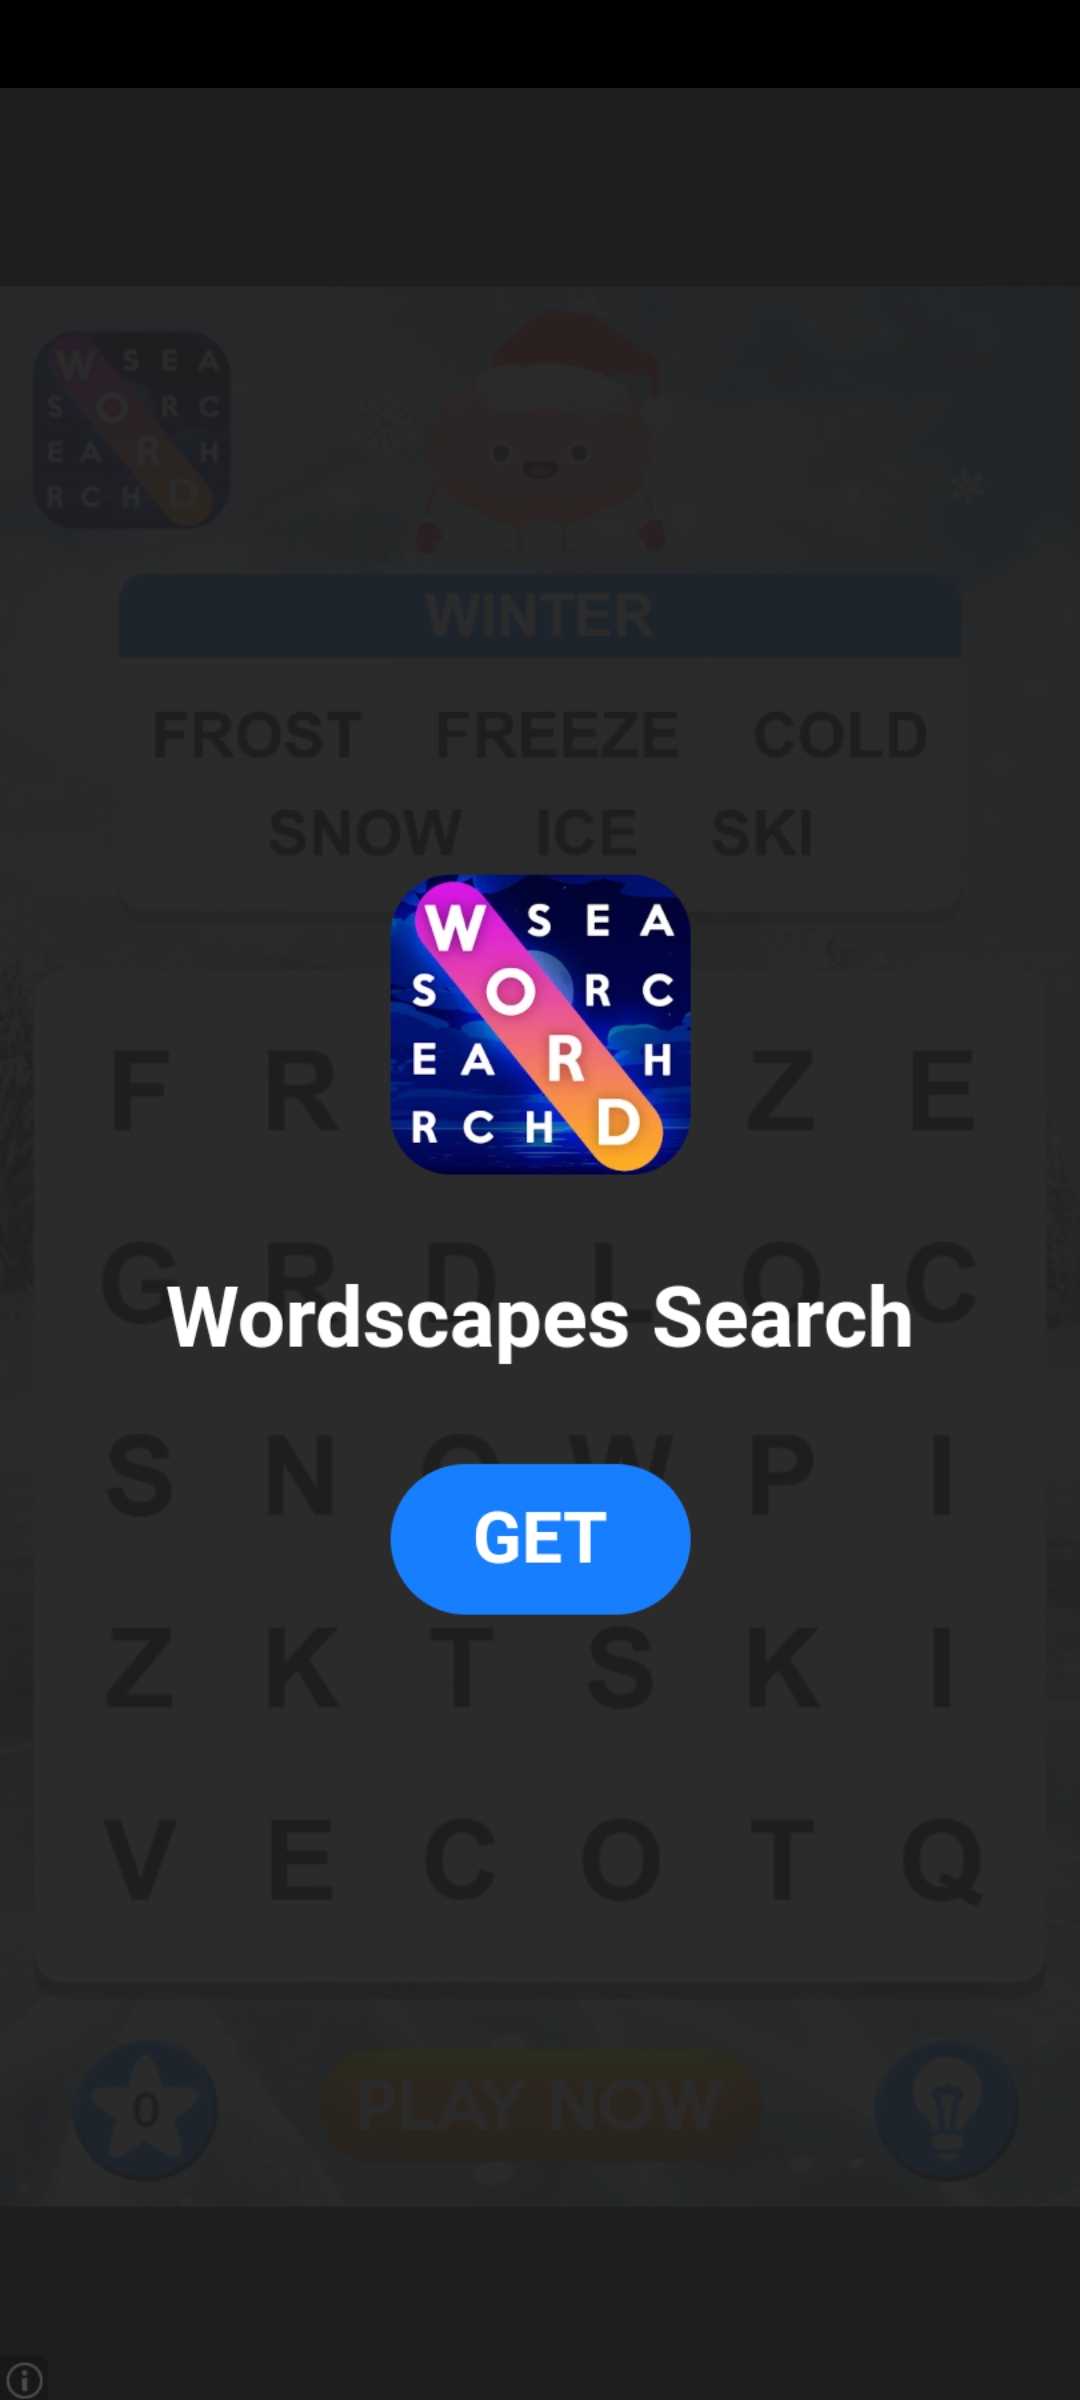 W S E A
S O R C
E A R H
R C H D
WINTER
FROST FREEZE COLD
SNOW ICE SKI
W S E A
S O R C
E A R H
R C H D
F R Z E
G R D L O C
Wordscapes Search
S N O W P I
GET
Z K T S K I
V E C O T Q
0
PLAY NOW